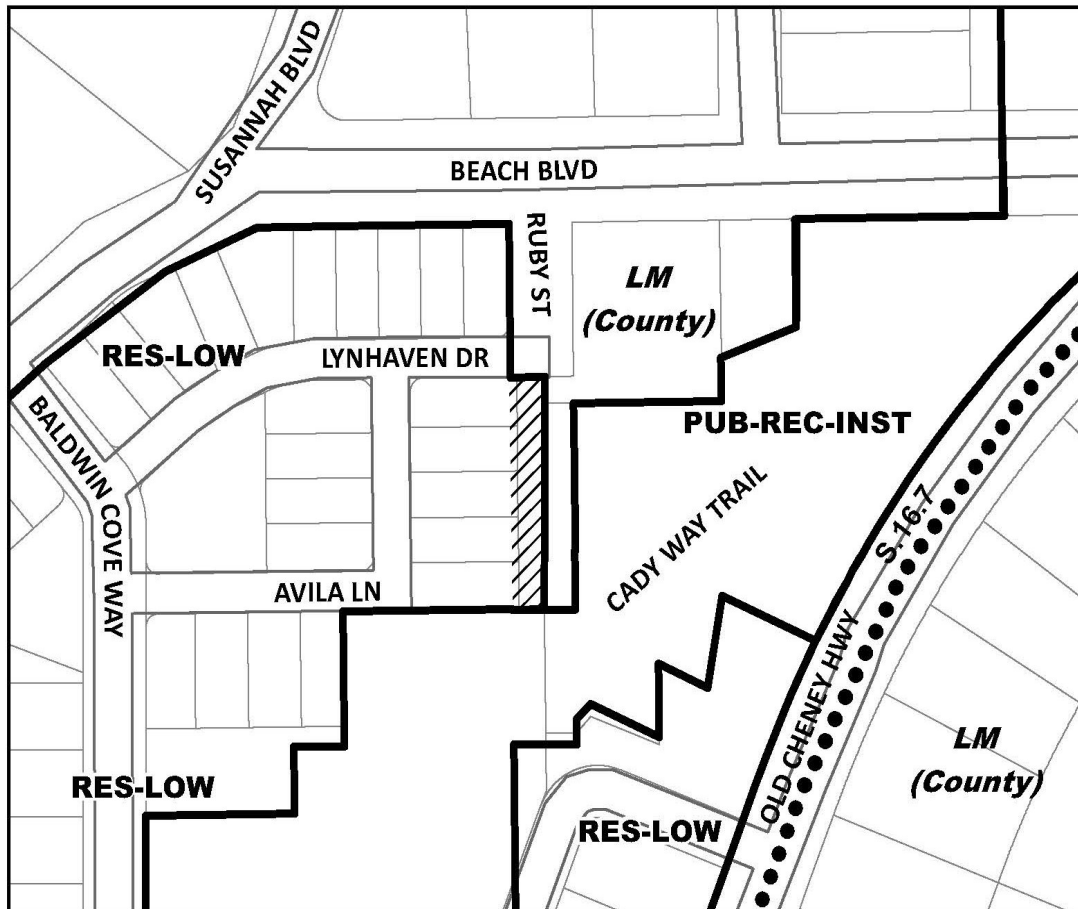 SUSANNAH BLVD
BEACH BLVD
RUBY ST
LM
(County)
RES-LOW
LYNHAVEN DR
BALDWIN COVE WAY
PUB-REC-INST
CADY WAY TRAIL
S. 16.7
AVILA LN
OLD CHENEY HWY
LM
(County)
RES-LOW
RES-LOW